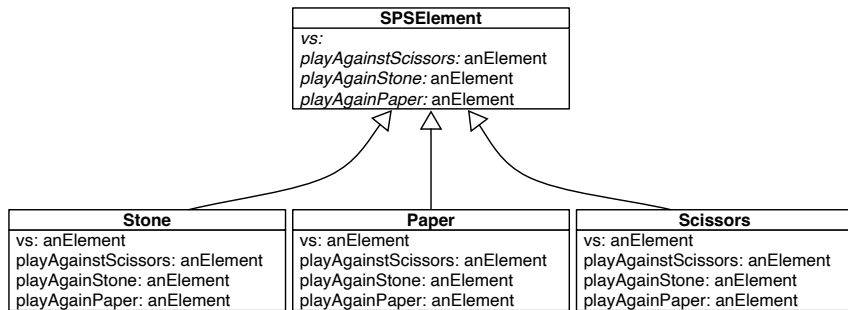 SPSElement
vs:
playAgainstScissors: anElement
playAgainStone: anElement
playAgainPaper: anElement
Stone
vs: anElement
playAgainstScissors: anElement
playAgainStone: anElement
playAgainPaper: anElement
Paper
vs: anElement
playAgainstScissors: anElement
playAgainStone: anElement
playAgainPaper: anElement
Scissors
vs: anElement
playAgainstScissors: anElement
playAgainStone: anElement
playAgainPaper: anElement